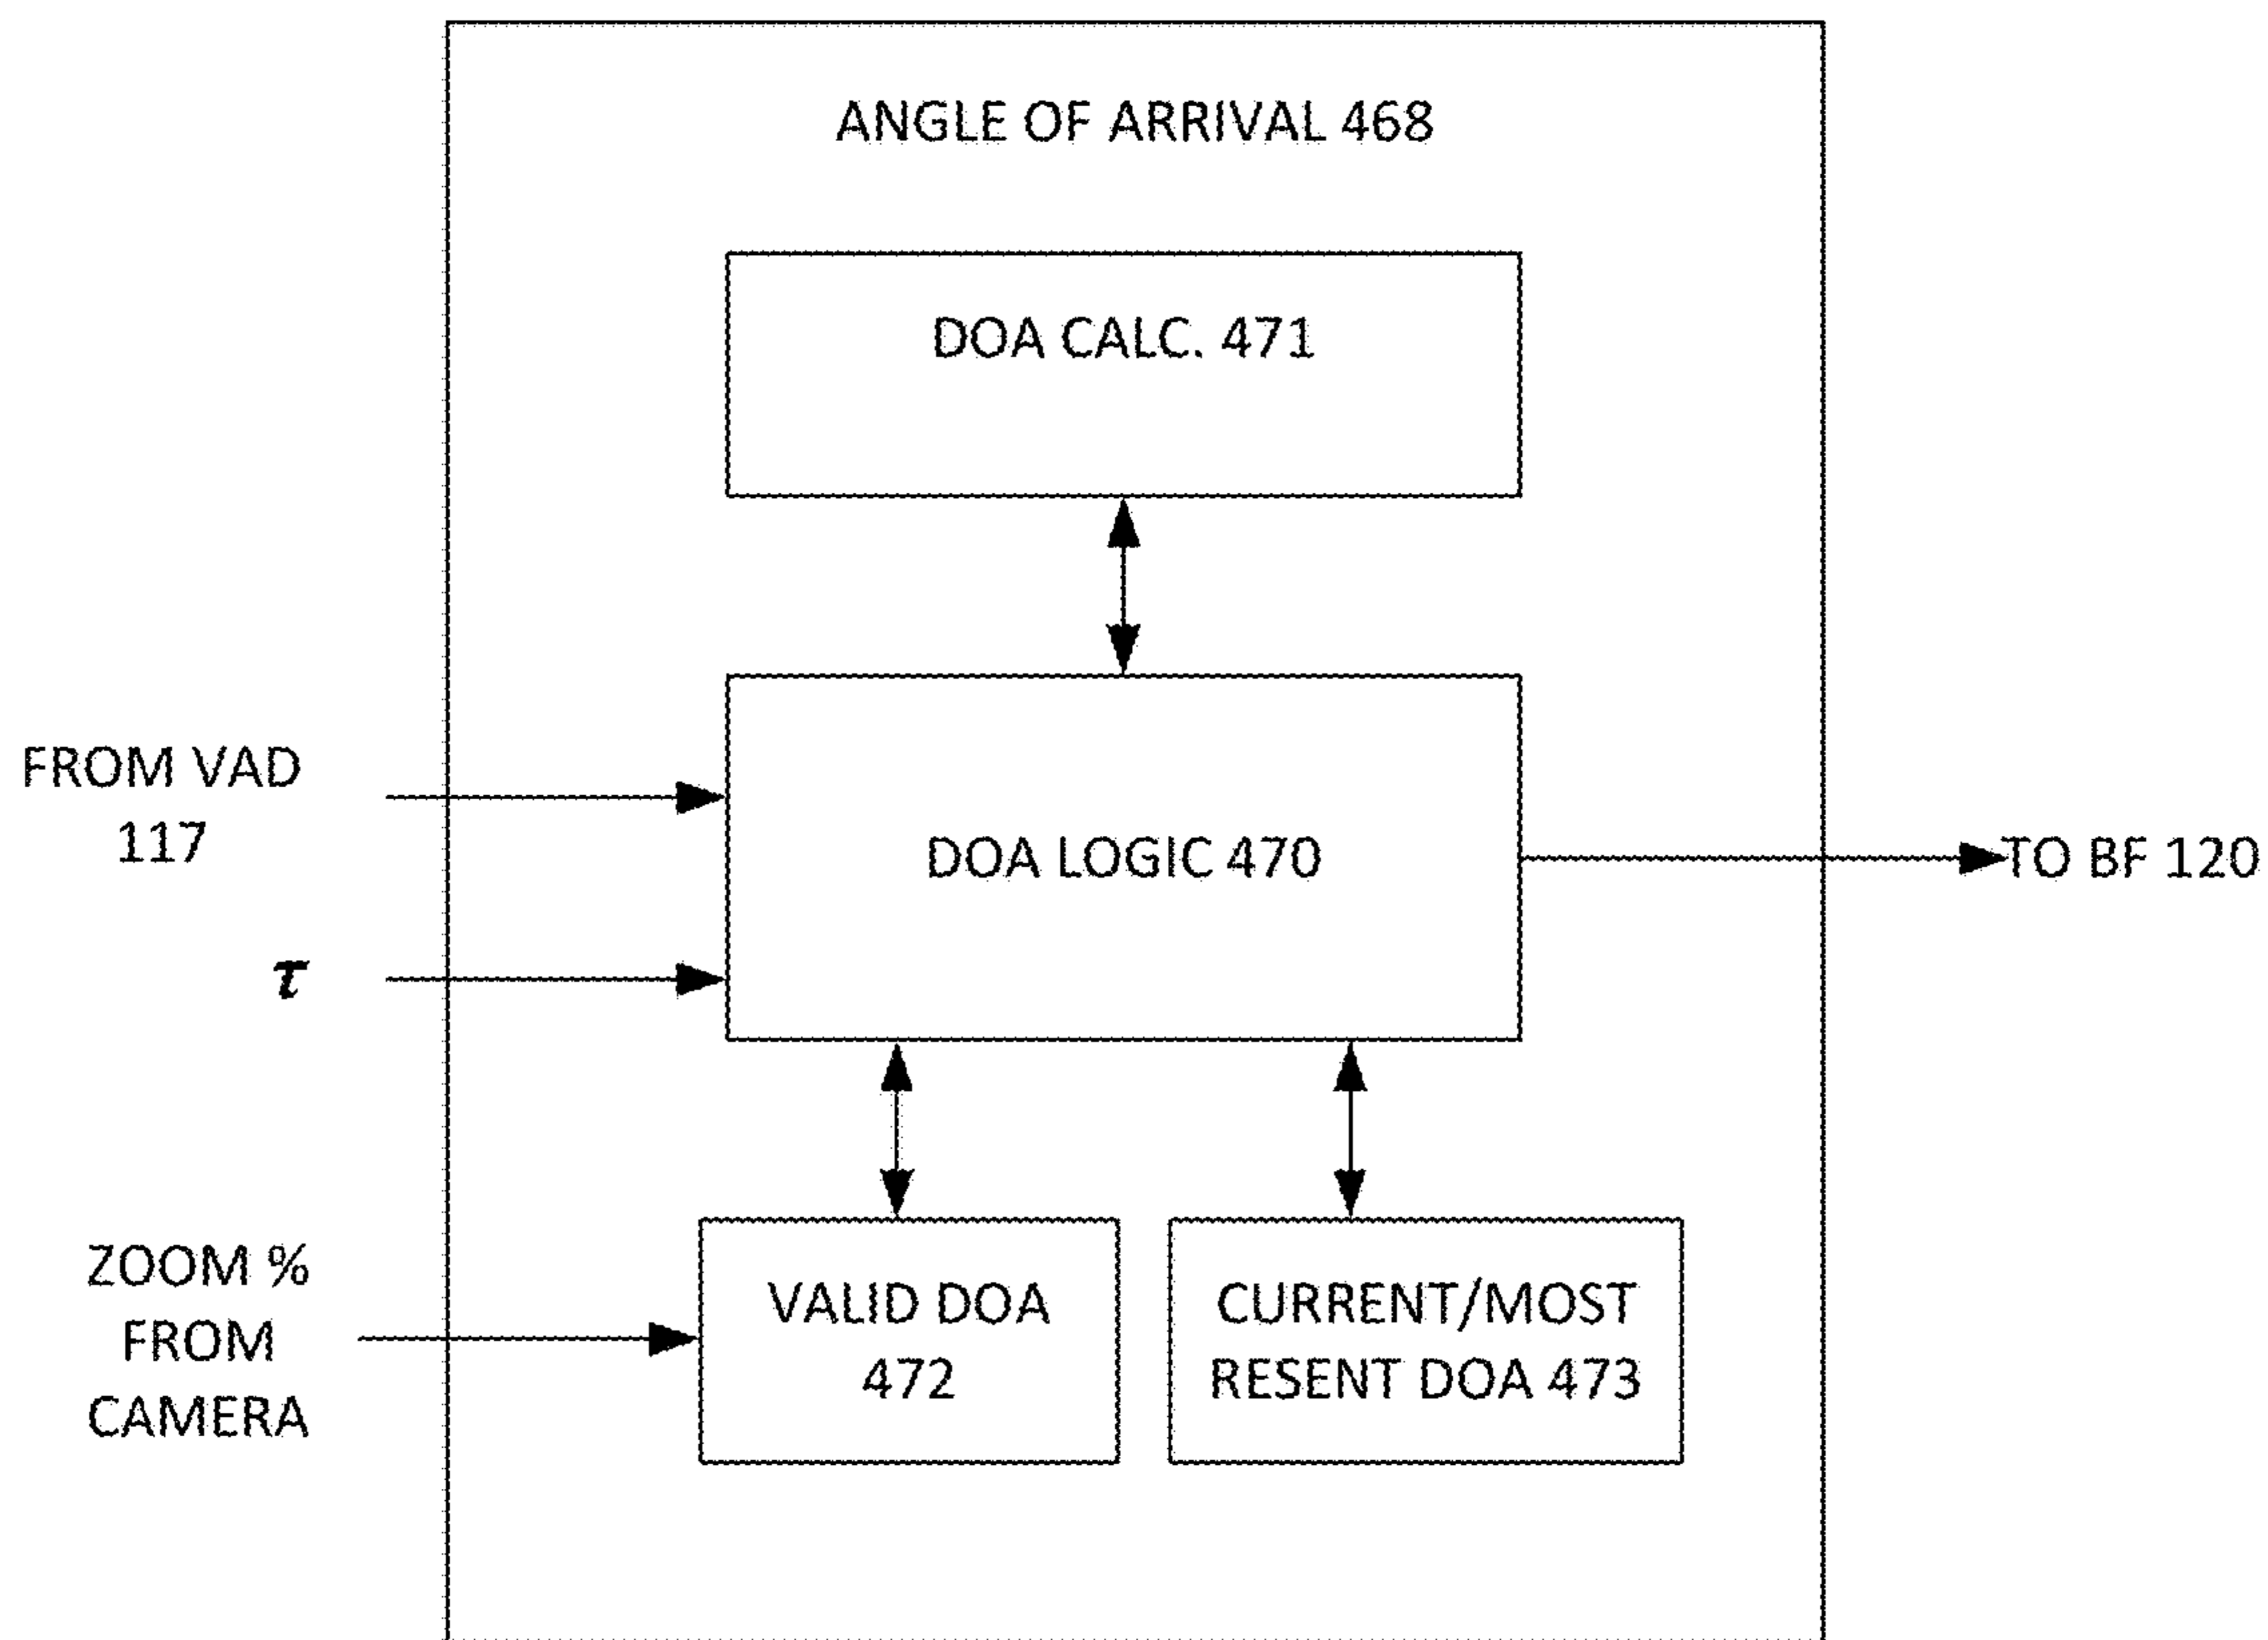 ANGLE OF ARRIVAL 468
DOA CALC. 471
FROM VAD
117
DOA LOGIC 470
TO BF 120
τ
ZOOM %
FROM
CAMERA
VALID DOA
472
CURRENT/MOST
RESENT DOA 473